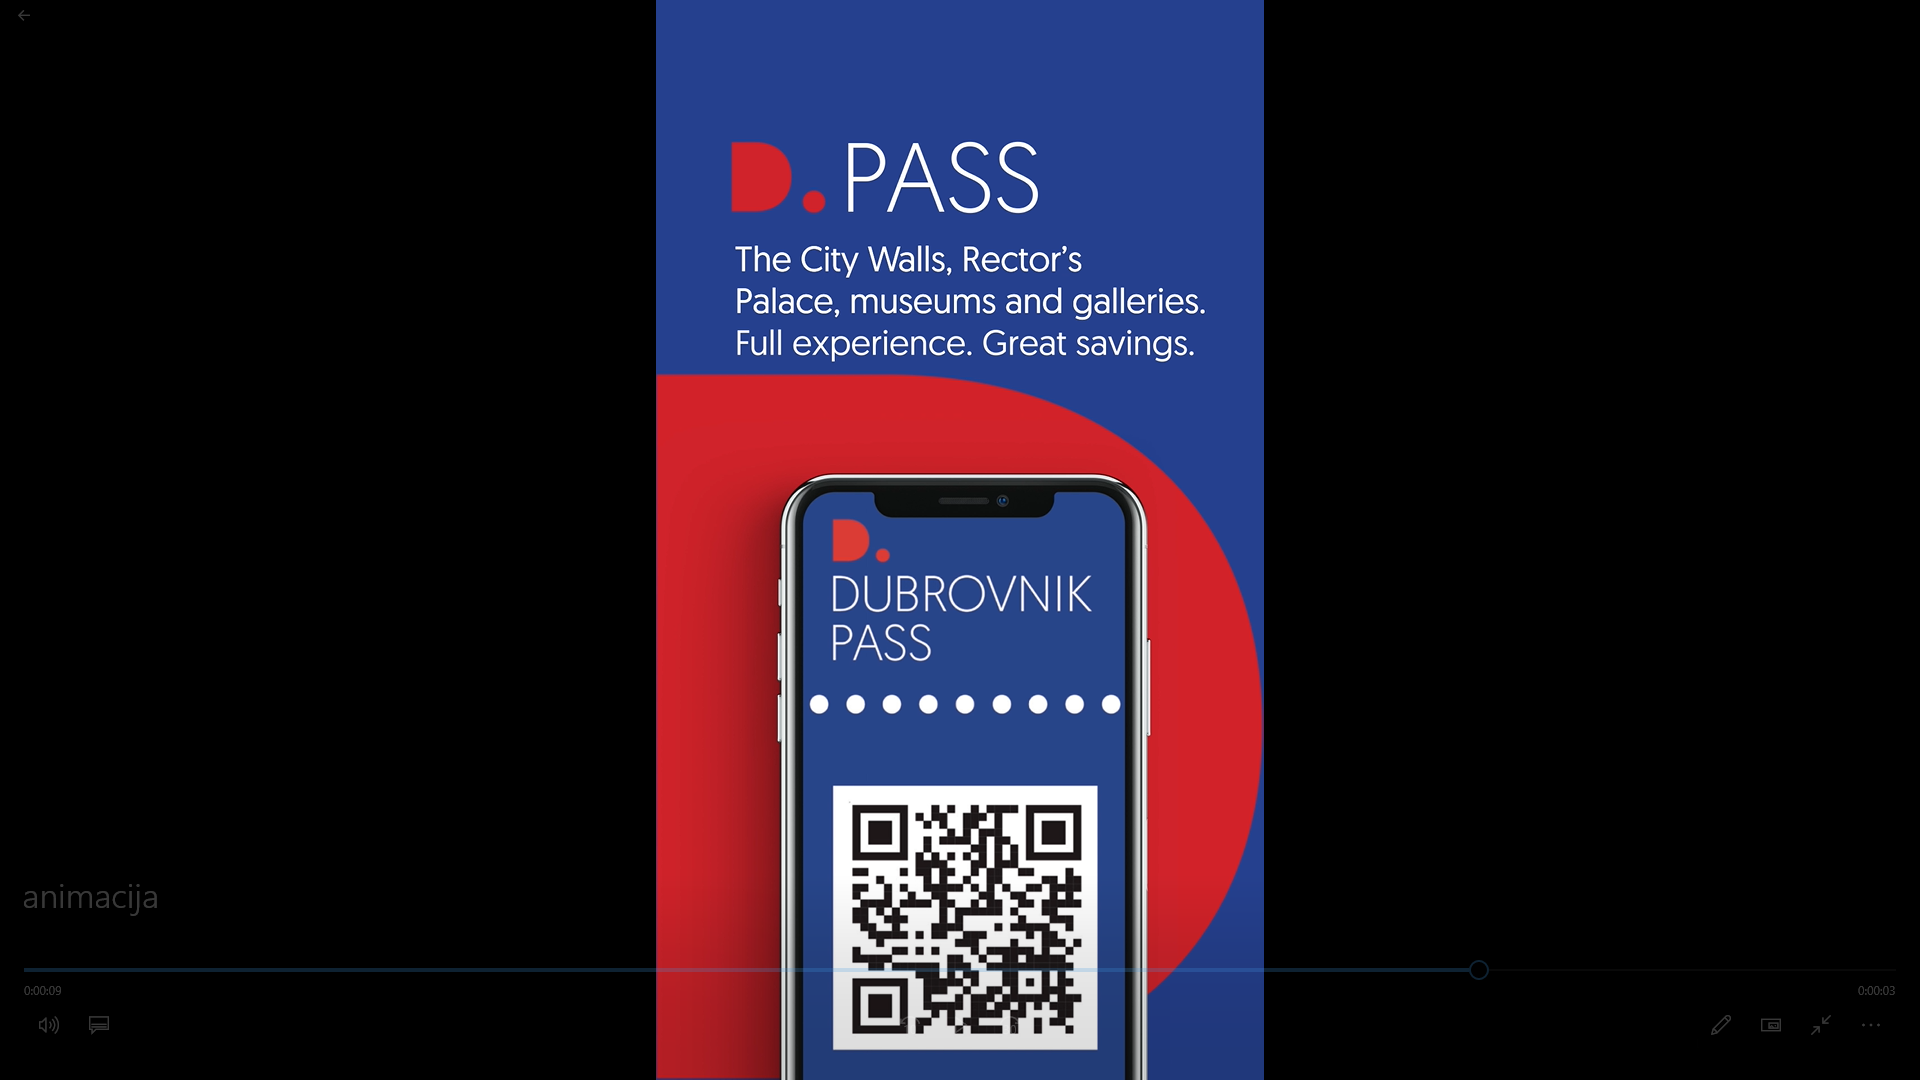 D. PASS
The City Walls, Rector’s
Palace, museums and galleries.
Full experience. Great savings.
D.
DUBROVNIK
PASS
animacija
0:00:09
0:00:03